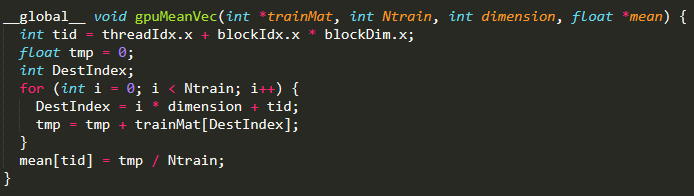 __global__ void gpuMeanVec(int *trainMat, int Ntrain, int dimension, float *mean) {
  int tid = threadIdx.x + blockIdx.x * blockDim.x;
  float tmp = 0;
  int DestIndex;
  for (int i = 0; i < Ntrain; i++) {
    DestIndex = i * dimension + tid;
    tmp = tmp + trainMat[DestIndex];
  }
  mean[tid] = tmp / Ntrain;
}